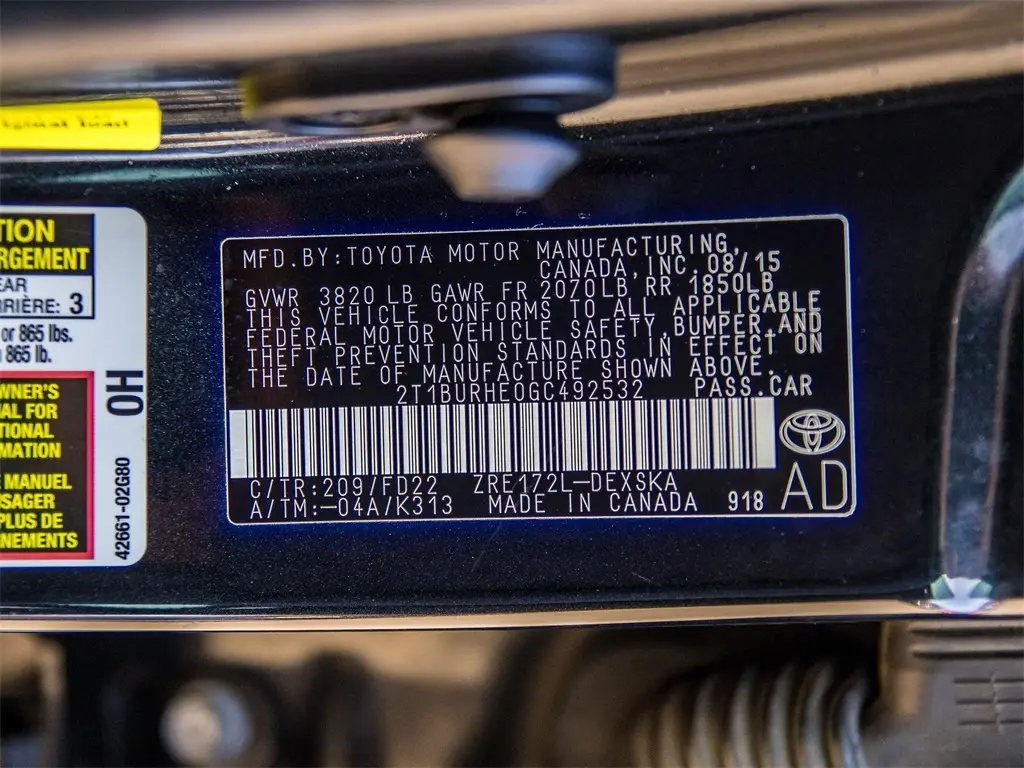 TION
RGEMENT
EAR
RRIÈRE: 3
or 865 lbs.
865 lb.
WNER'S
AL FOR
TIONAL
MATION
MANUEL
ISAGER
PLUS DE
NEMENTS
OH
42661-02G80
MFD.BY:TOYOTA MOTOR MANUFACTURING,
CANADA,INC. 08/15
GVWR 3820 LB GAWR FR 2070LB RR 1850LB
THIS VEHICLE CONFORMS TO ALL APPLICABLE
FEDERAL MOTOR VEHICLE SAFETY,BUMPER,AND
THEFT PREVENTION STANDARDS IN EFFECT ON
THE DATE OF MANUFACTURE SHOWN ABOVE.
2T1BURHE0GC492532 PASS.CAR
C/TR:209/FD22 ZRE172L-DEXSKA
A/TM:-04A/K313 MADE IN CANADA 918 AD